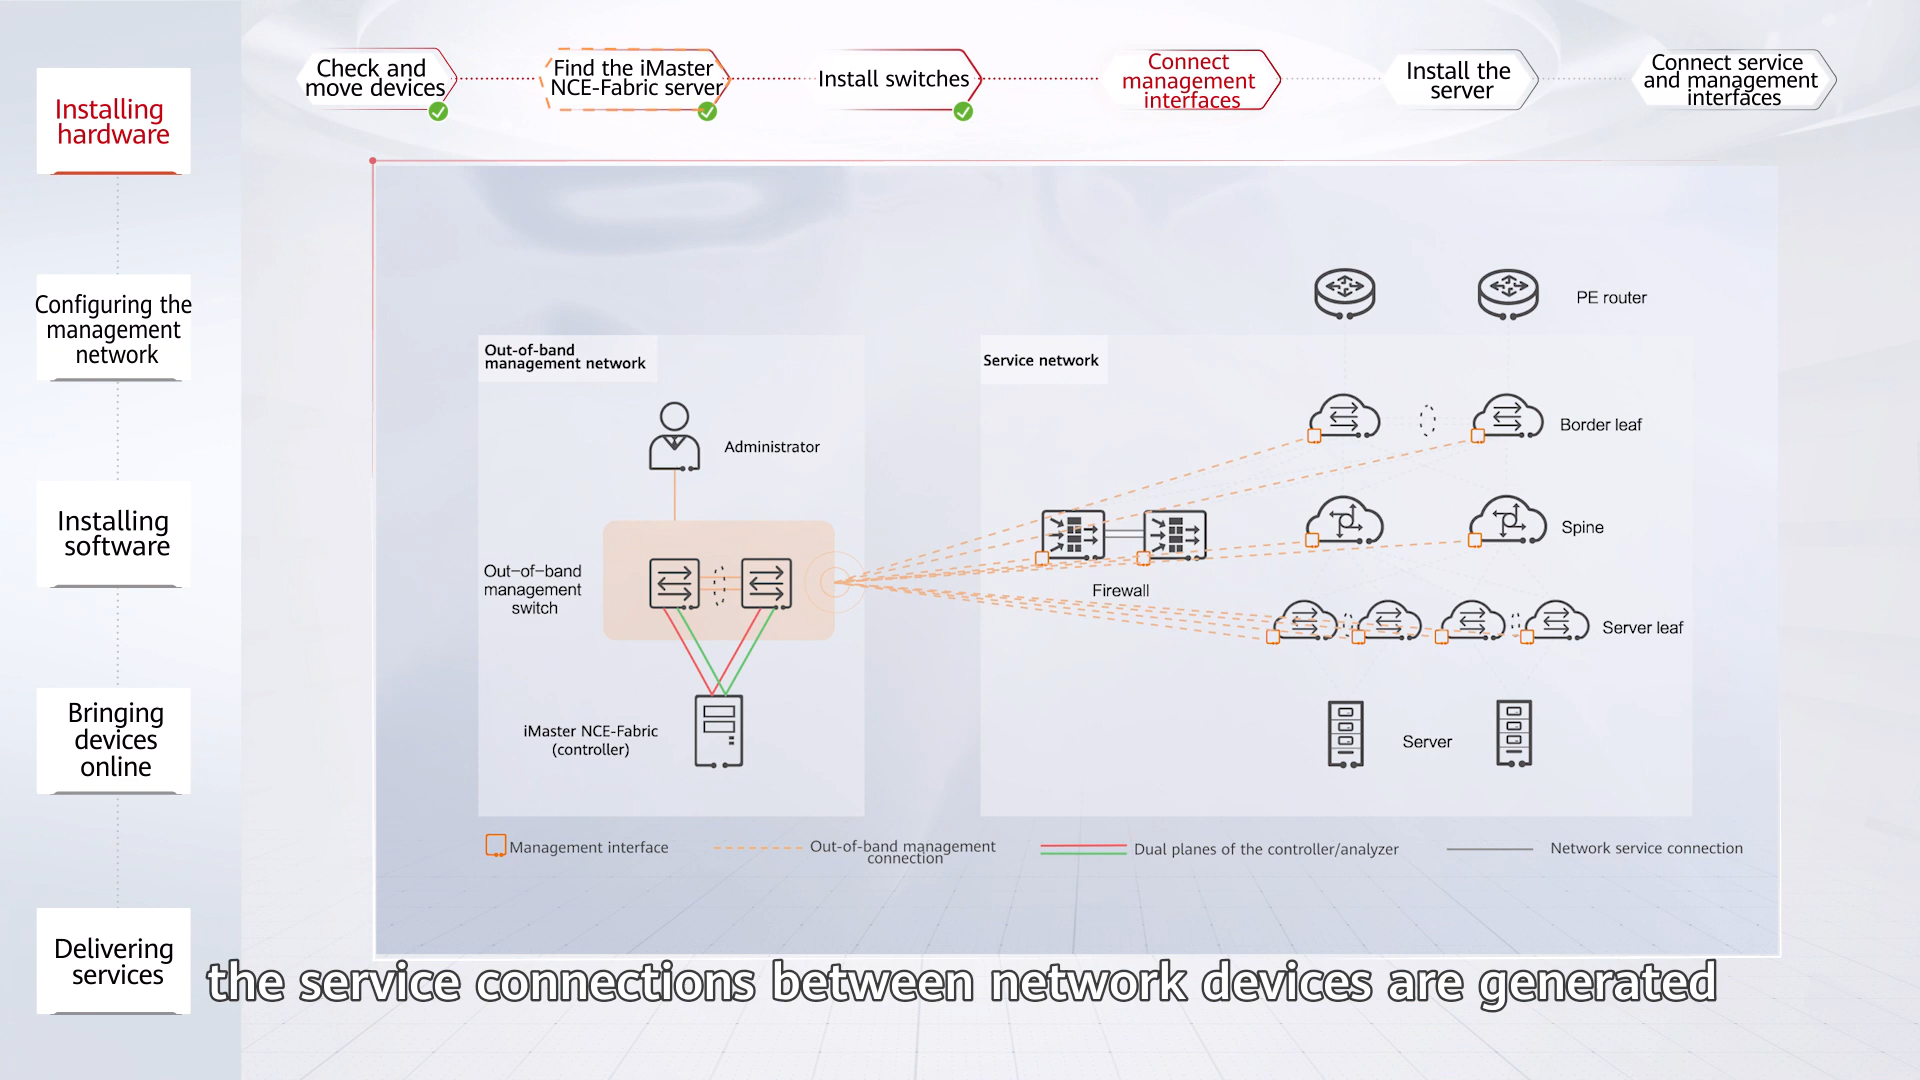 Check and
move devices
Find the iMaster
NCE-Fabric server
Install switches
Connect
management
interfaces
Install the
server
Connect service
and management
interfaces
Installing
hardware
Configuring the
management
network
Installing
software
Bringing
devices
online
Delivering
services
Out-of-band
management network
Administrator
Out-of-band
management
switch
iMaster NCE-Fabric
(controller)
Service network
PE router
Border leaf
Spine
Firewall
Server leaf
Server
Management interface
Out-of-band management
connection
Dual planes of the controller/analyzer
Network service connection
the service connections between network devices are generated